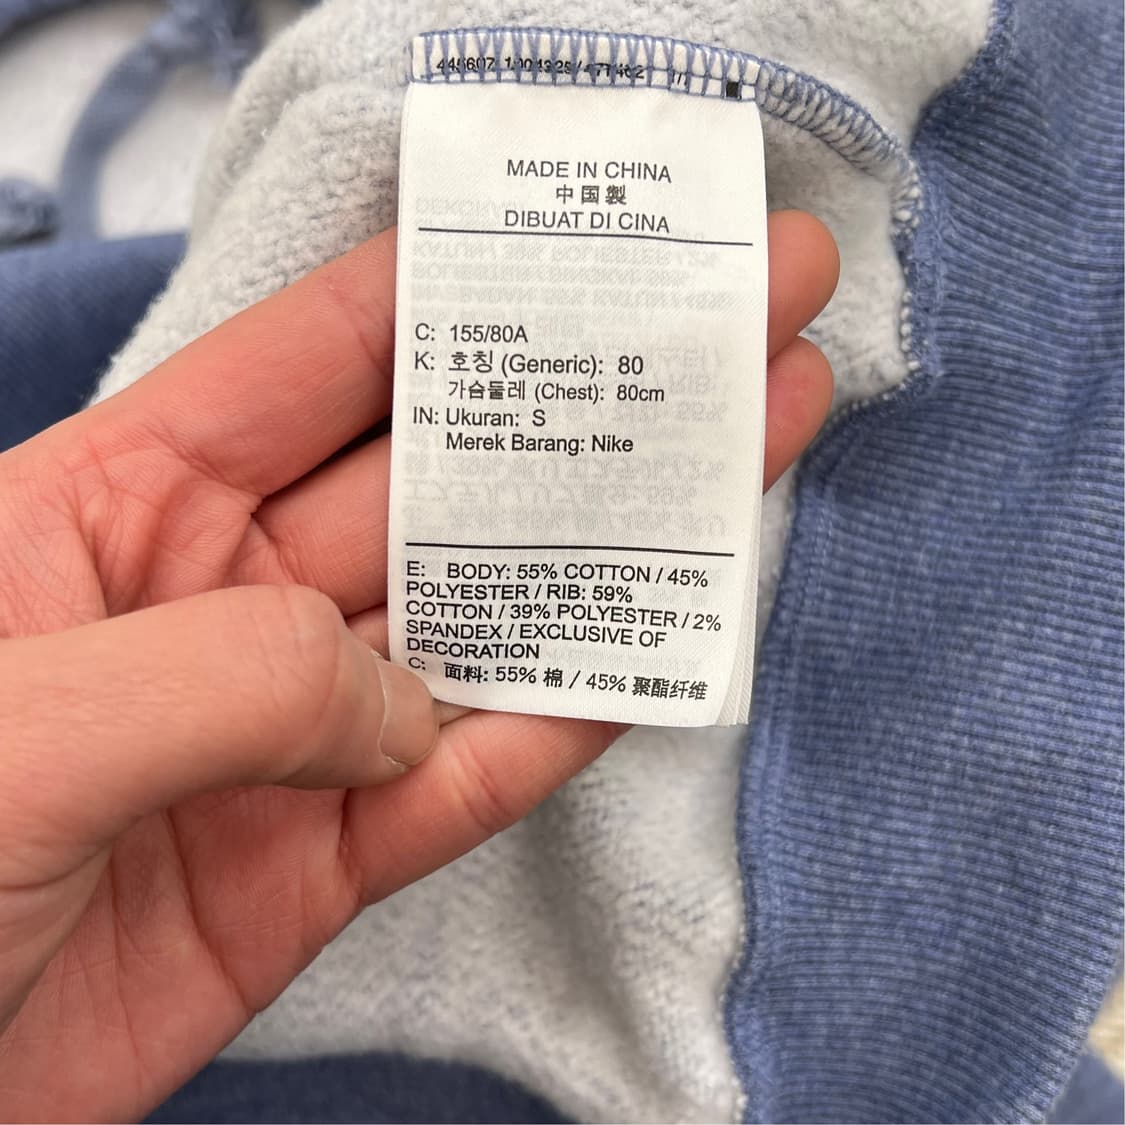 MADE IN CHINA
中国製
DIBUAT DI CINA
C: 155/80A
K: 호칭 (Generic): 80
가슴둘레 (Chest): 80cm
IN: Ukuran: S
Merek Barang: Nike
E: BODY: 55% COTTON / 45%
POLYESTER / RIB: 59%
COTTON / 39% POLYESTER / 2%
SPANDEX / EXCLUSIVE OF
DECORATION
C: 面料: 55% 棉 / 45% 聚酯纤维